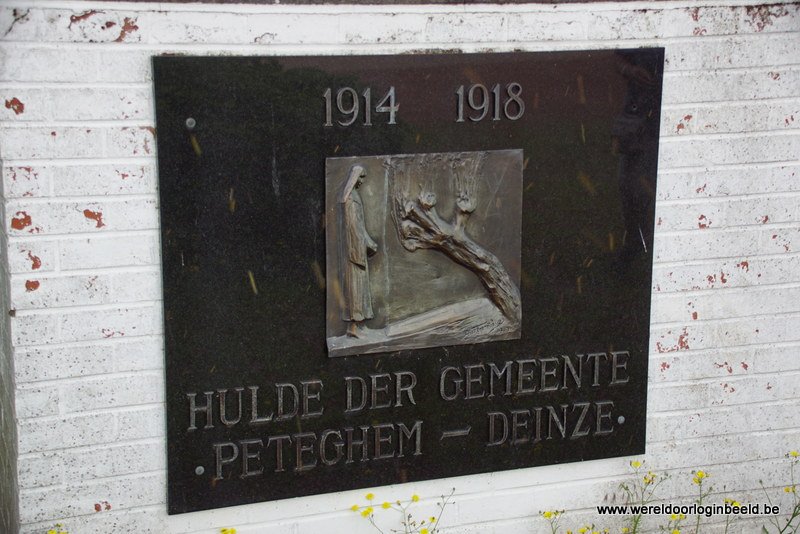 1914 1918
HULDE DER GEMEENTE
· PETEGHEM — DEINZE ·
www.wereldoorloginbeeld.be